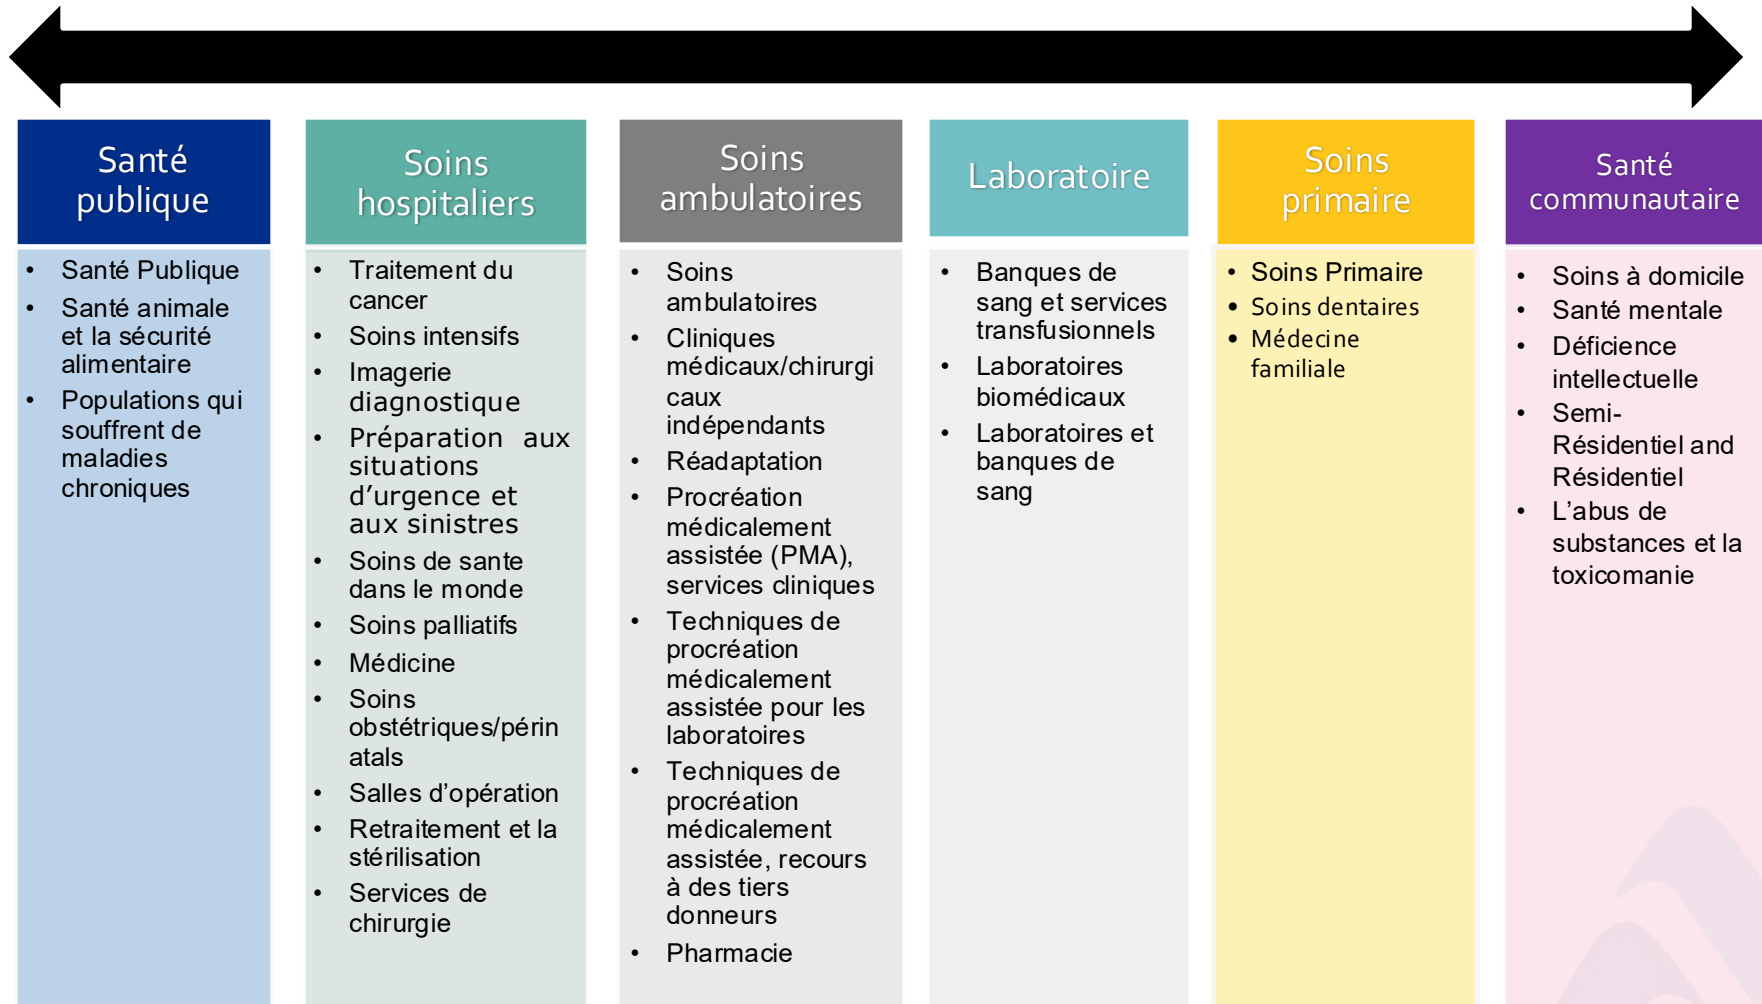 Santé
publique
• Santé Publique
• Santé animale
et la sécurité
alimentaire
• Populations qui
souffrent de
maladies
chroniques
Soins
hospitaliers
• Traitement du
cancer
• Soins intensifs
• Imagerie
diagnostique
• Préparation aux
situations
d’urgence et
aux sinistres
• Soins de sante
dans le monde
• Soins palliatifs
• Médicine
• Soins
obstétriques/périn
atals
• Salles d’opération
• Retraitement et la
stérilisation
• Services de
chirurgie
Soins
ambulatoires
• Soins
ambulatoires
• Cliniques
médicaux/chirurgi
caux
indépendants
• Réadaptation
• Procréation
médicalement
assistée (PMA),
services cliniques
• Techniques de
procréation
médicalement
assistée pour les
laboratoires
• Techniques de
procréation
médicalement
assistée, recours
à des tiers
donneurs
• Pharmacie
Laboratoire
• Banques de
sang et services
transfusionnels
• Laboratoires
biomédicaux
• Laboratoires et
banques de
sang
Soins
primaire
• Soins Primaire
• Soins dentaires
• Médecine
familiale
Santé
communautaire
• Soins à domicile
• Santé mentale
• Déficience
intellectuelle
• Semi-
Résidentiel and
Résidentiel
• L’abus de
substances et la
toxicomanie